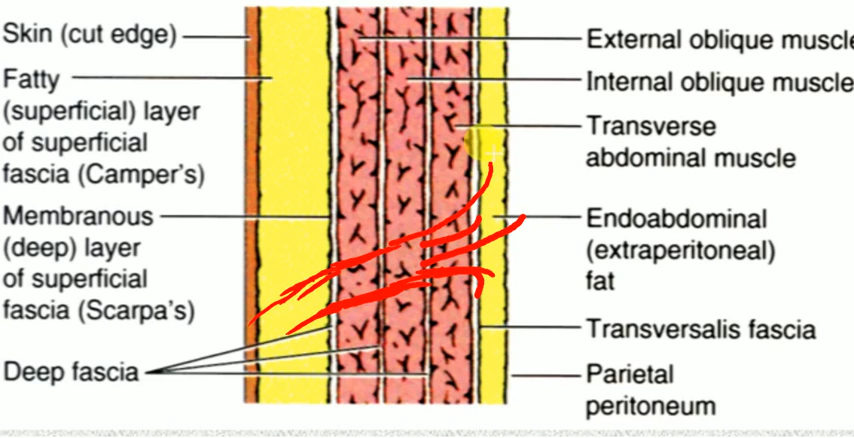 Skin (cut edge)
Fatty
(superficial) layer
of superficial
fascia (Camper's)
Membranous
(deep) layer
of superficial
fascia (Scarpa's)
Deep fascia
External oblique muscle
Internal oblique muscle
Transverse
abdominal muscle
Endoabdominal
(extraperitoneal)
fat
Transversalis fascia
Parietal
peritoneum